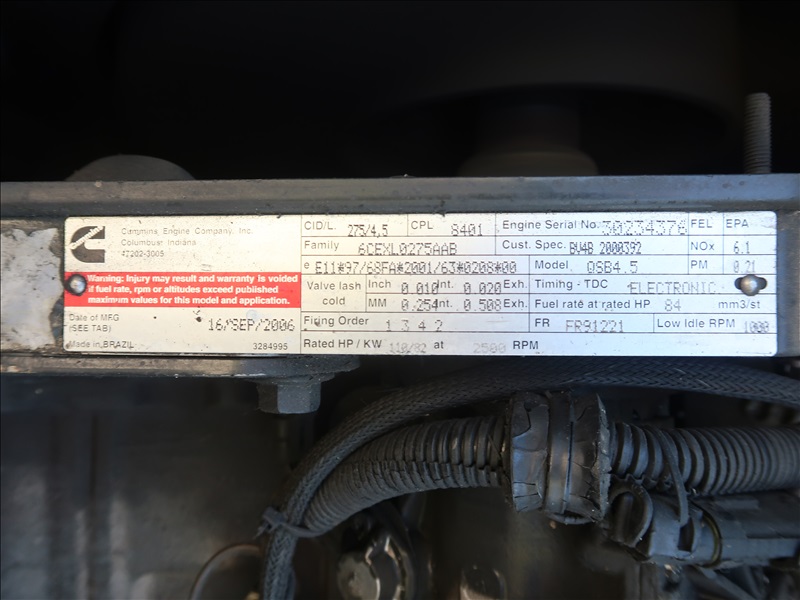 Cummins Engine Company, Inc.
Columbus Indiana
47202-3005
Warning: Injury may result and warranty is voided
if fuel rate, rpm or altitudes exceed published
maximum values for this model and application.
Date of MFG
(SEE TAB)
16/SEP/2006
Made in BRAZIL 3284995
CID/L. 275/4.5 CPL 8401 Engine Serial No. 30234376 FEL EPA
Family 6CEXL0275AAB Cust. Spec. BU4B 2000392 NOx 6.1
e E11*97/68FA*2001/63*0208*00 Model QSB4.5 PM 0.21
Valve lash Inch 0.010 Int. 0.020 Exh. Timing - TDC ELECTRONIC
cold MM 0.254 Int. 0.508 Exh. Fuel rate at rated HP 84 mm3/st
Firing Order 1 3 4 2 FR FR91221 Low Idle RPM 1000
Rated HP / KW 110/82 at 2500 RPM